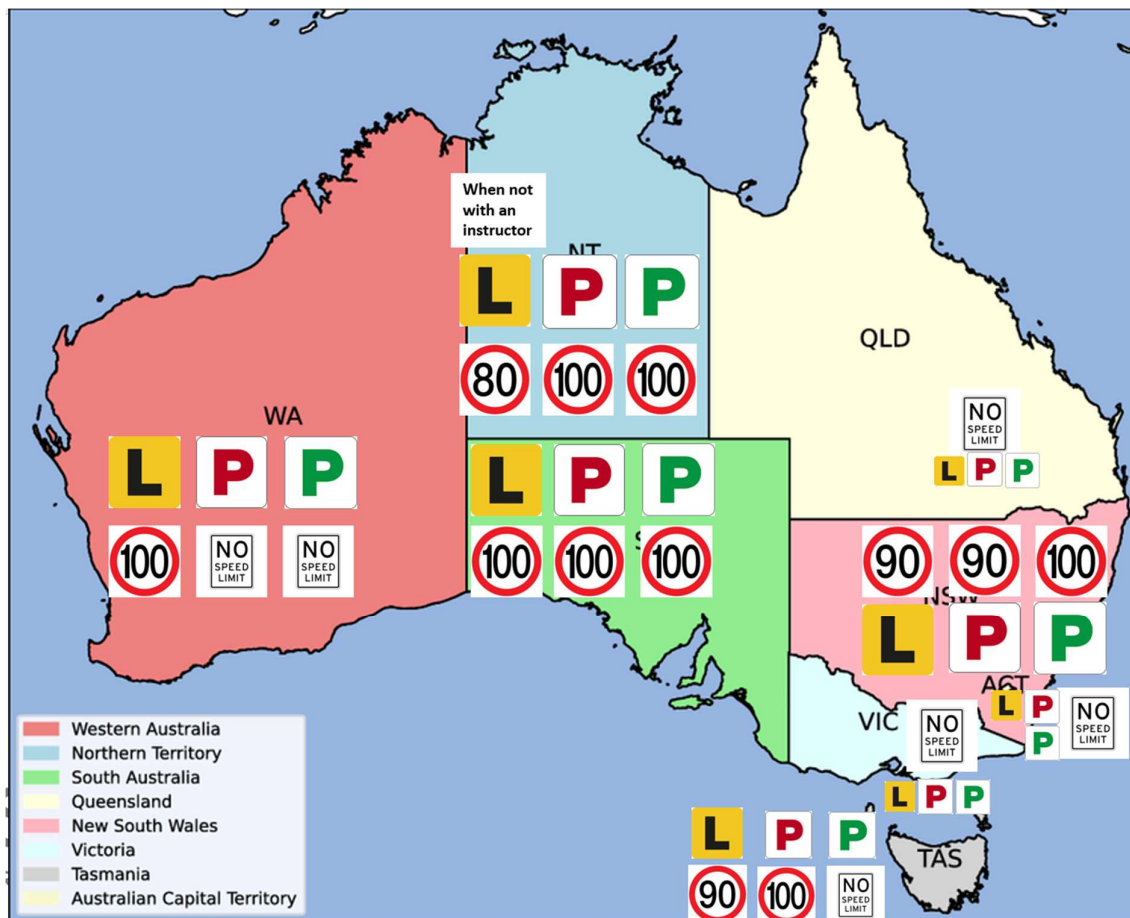 When not
with an
instructor
NT
L P P
80 100 100
QLD
NO
SPEED
LIMIT
L P P
WA
L P P
100 NO SPEED LIMIT NO SPEED LIMIT
L P P
S
100 100 100
90 90 100
NSW
L P P
ACT
L P
P
NO
SPEED
LIMIT
VIC
NO
SPEED
LIMIT
L P P
L P P
90 100 NO SPEED LIMIT
TAS
Western Australia
Northern Territory
South Australia
Queensland
New South Wales
Victoria
Tasmania
Australian Capital Territory